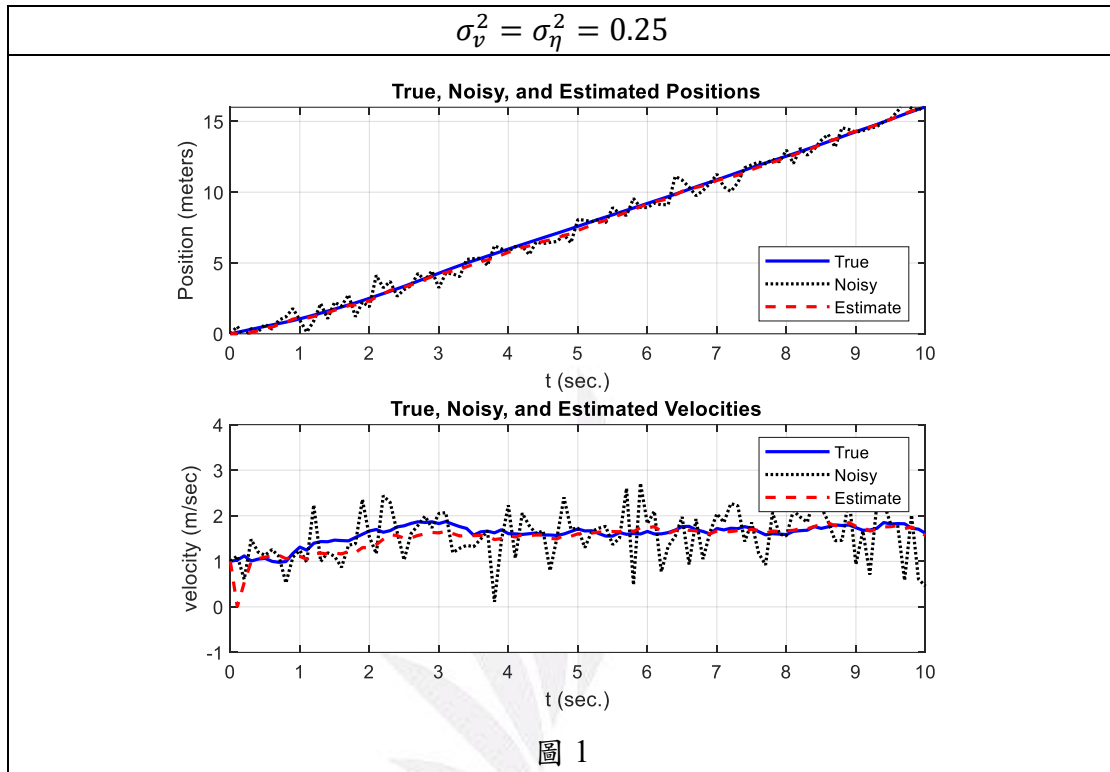 σ_v^2 = σ_η^2 = 0.25
True, Noisy, and Estimated Positions
Position (meters)
15
10
5
0
True
Noisy
Estimate
0 1 2 3 4 5 6 7 8 9 10
t (sec.)
True, Noisy, and Estimated Velocities
velocity (m/sec)
4
3
2
1
0
-1
True
Noisy
Estimate
0 1 2 3 4 5 6 7 8 9 10
t (sec.)
圖 1